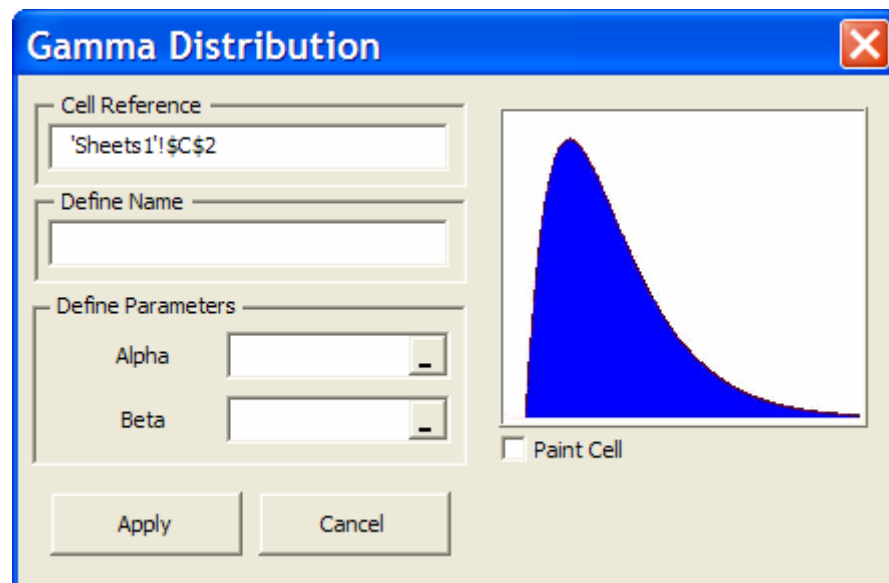 Gamma Distribution
Cell Reference
'Sheets1'!$C$2
Define Name
Define Parameters
Alpha
Beta
Paint Cell
Apply
Cancel